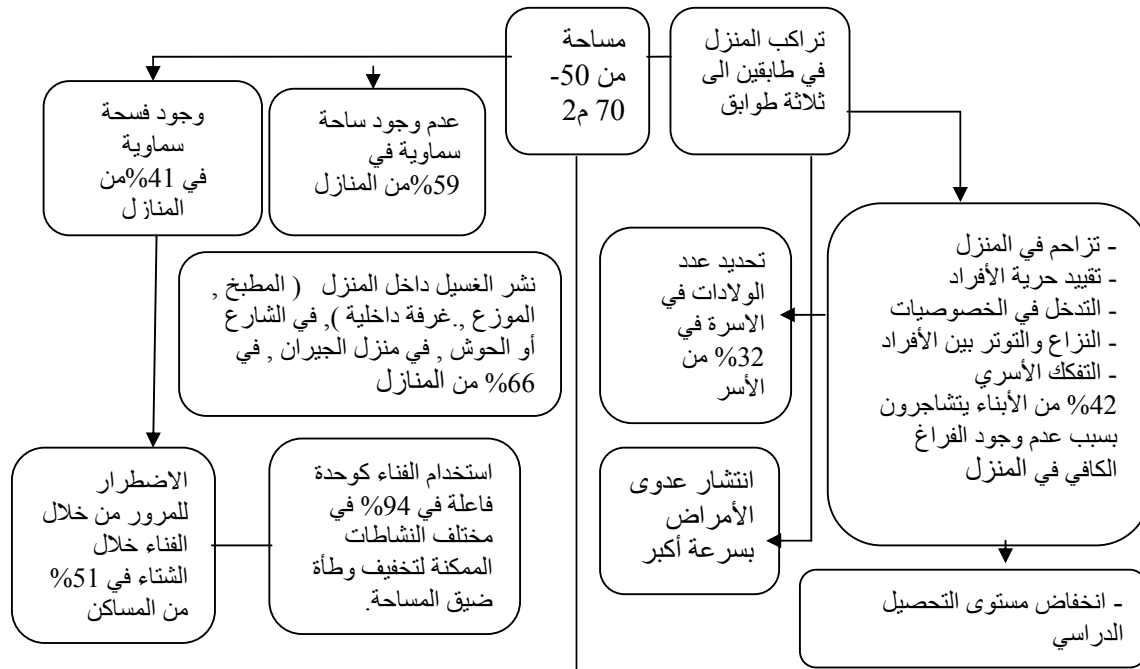 تراكب المنزل
في طابقين الى
ثلاثة طوابق
مساحة
من 50-
70 م2
عدم وجود ساحة
سماوية في
59%من المنازل
وجود فسحة
سماوية
في 41%من
المنازل
- تزاحم في المنزل
- تقييد حرية الأفراد
- التدخل في الخصوصيات
- النزاع والتوتر بين الأفراد
- التفكك الأسري
42% من الأبناء يتشاجرون
بسبب عدم وجود الفراغ
الكافي في المنزل
تحديد عدد
الولادات في
الاسرة في
32% من
الأسر
نشر الغسيل داخل المنزل ( المطبخ ,
الموزع ,.غرفة داخلية ), في الشارع
أو الحوش , في منزل الجيران , في
66% من المنازل
انتشار عدوى
الأمراض
بسرعة أكبر
استخدام الفناء كوحدة
فاعلة في 94% في
مختلف النشاطات
الممكنة لتخفيف وطأة
ضيق المساحة.
الاضطرار
للمرور من خلال
الفناء خلال
الشتاء في 51%
من المساكن
- انخفاض مستوى التحصيل
الدراسي